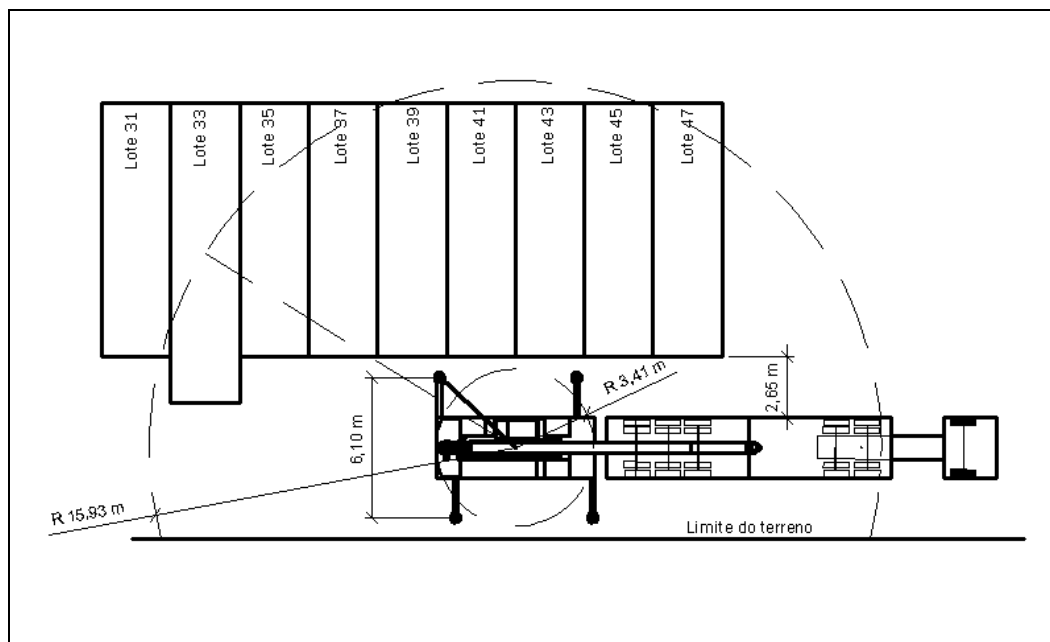 Lote 31
Lote 33
Lote 35
Lote 37
Lote 39
Lote 41
Lote 43
Lote 45
Lote 47
R 3,41 m
2,65 m
6,10 m
R 15,93 m
Limite do terreno